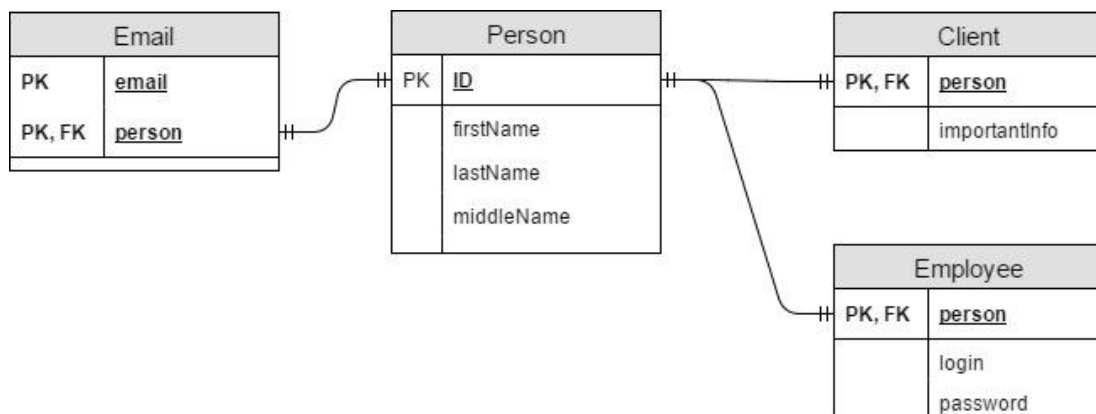 Email
PK email
PK, FK person
Person
PK ID
firstName
lastName
middleName
Client
PK, FK person
importantInfo
Employee
PK, FK person
login
password